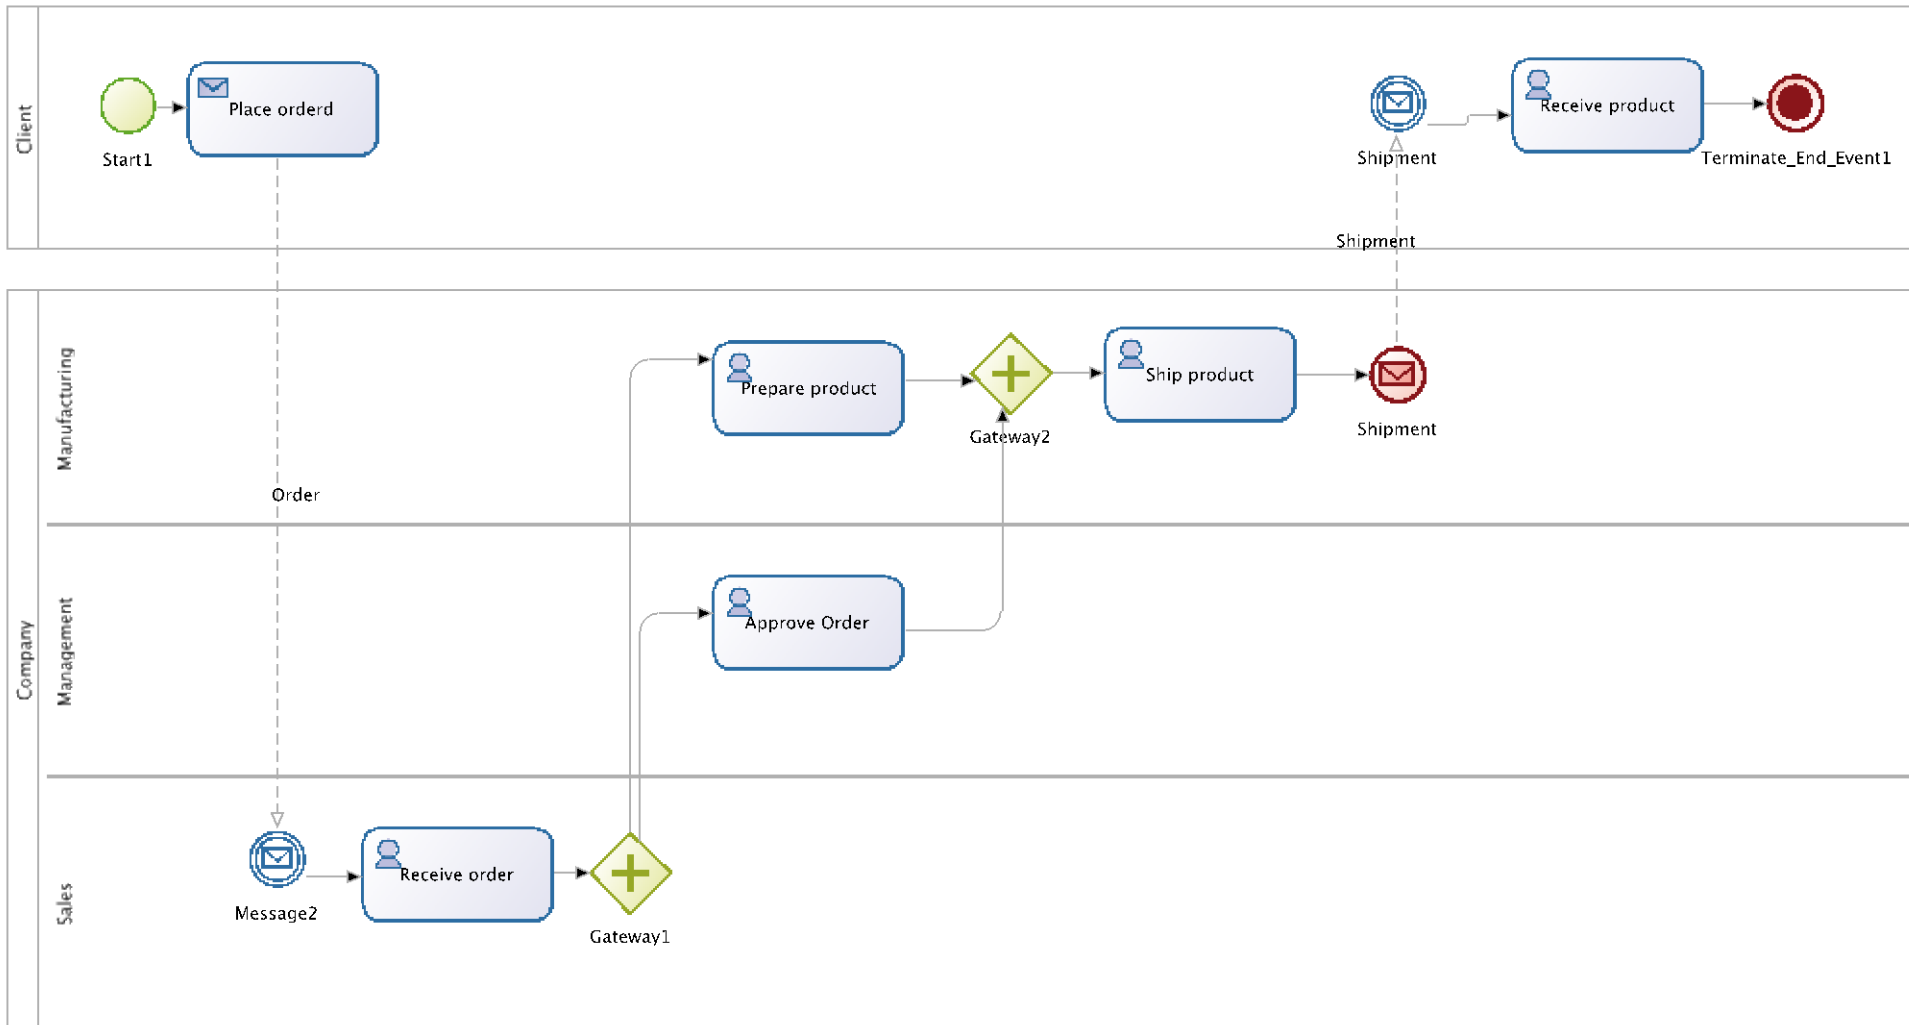 Client
Start1
Place orderd
Shipment
Receive product
Terminate_End_Event1
Shipment
Company
Manufacturing
Prepare product
Gateway2
Ship product
Shipment
Order
Management
Approve Order
Sales
Message2
Receive order
Gateway1